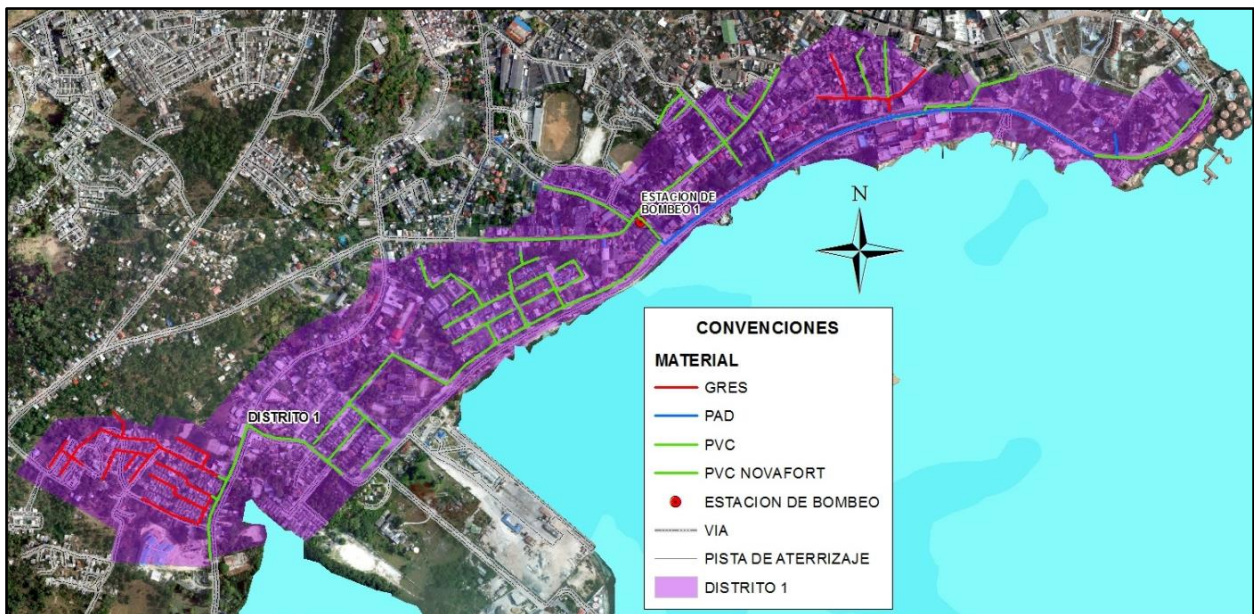 ESTACION DE
BOMBEO 1
N
DISTRITO 1
CONVENCIONES
MATERIAL
GRES
PAD
PVC
PVC NOVAFORT
ESTACION DE BOMBEO
VIA
PISTA DE ATERRIZAJE
DISTRITO 1